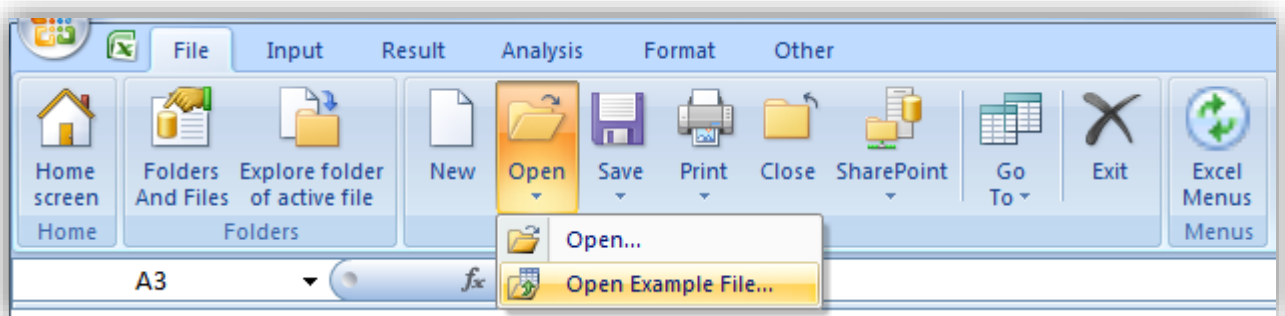 File Input Result Analysis Format Other
Home screen
Folders And Files
Explore folder of active file
New
Open
Save
Print
Close
SharePoint
Go To
Exit
Excel Menus
Home
Folders
Menus
Open...
A3
fx
Open Example File...